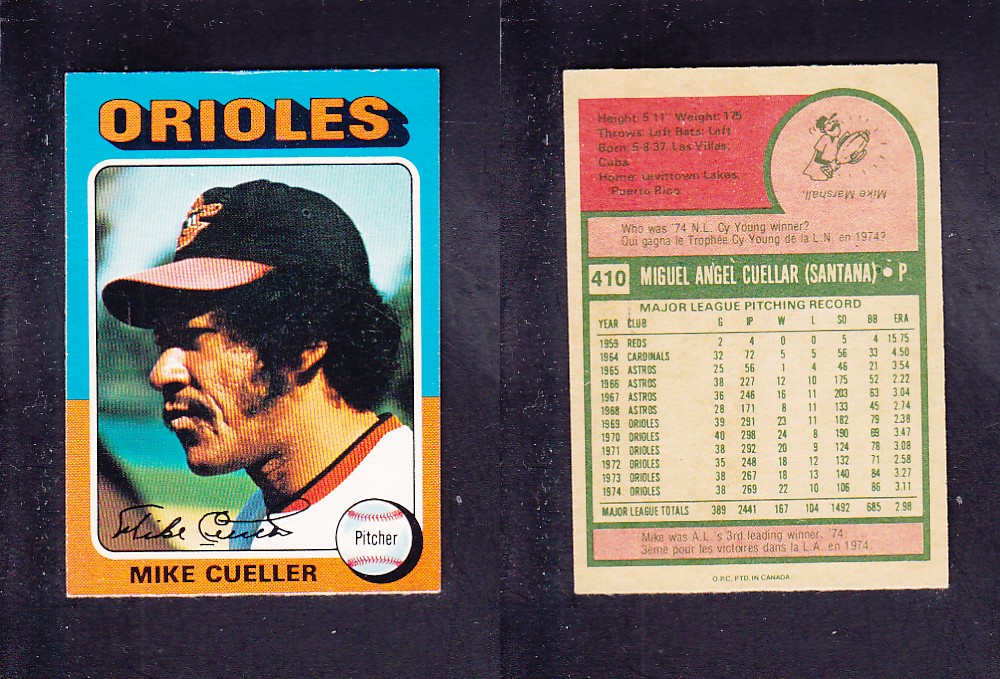 ORIOLES
Mike Cuellar
Pitcher
MIKE CUELLER
Height: 5'11" Weight: 175
Throws: Left Bats: Left
Born: 5-8-37, Las Villas,
Cuba
Home: Levittown Lakes,
Puerto Rico
Mike Marshall
Who was '74 N.L. Cy Young winner?
Qui gagna le Trophée Cy Young de la L.N. en 1974?
410 MIGUEL ANGEL CUELLAR (SANTANA) • P
MAJOR LEAGUE PITCHING RECORD
YEAR CLUB G IP W L SO BB ERA
1959 REDS 2 4 0 0 5 4 15.75
1964 CARDINALS 32 72 5 5 56 33 4.50
1965 ASTROS 25 56 1 4 46 21 3.54
1966 ASTROS 38 227 12 10 175 52 2.22
1967 ASTROS 36 246 16 11 203 63 3.04
1968 ASTROS 28 171 8 11 133 45 2.74
1969 ORIOLES 39 291 23 11 182 79 2.38
1970 ORIOLES 40 298 24 8 190 69 3.47
1971 ORIOLES 38 292 20 9 124 78 3.08
1972 ORIOLES 35 248 18 12 132 71 2.58
1973 ORIOLES 38 267 18 13 140 84 3.27
1974 ORIOLES 38 269 22 10 106 86 3.11
MAJOR LEAGUE TOTALS 389 2441 167 104 1492 685 2.98
Mike was A.L.'s 3rd leading winner, '74.
3ème pour les victoires dans la L.A. en 1974.
O.P.C. PTD. IN CANADA